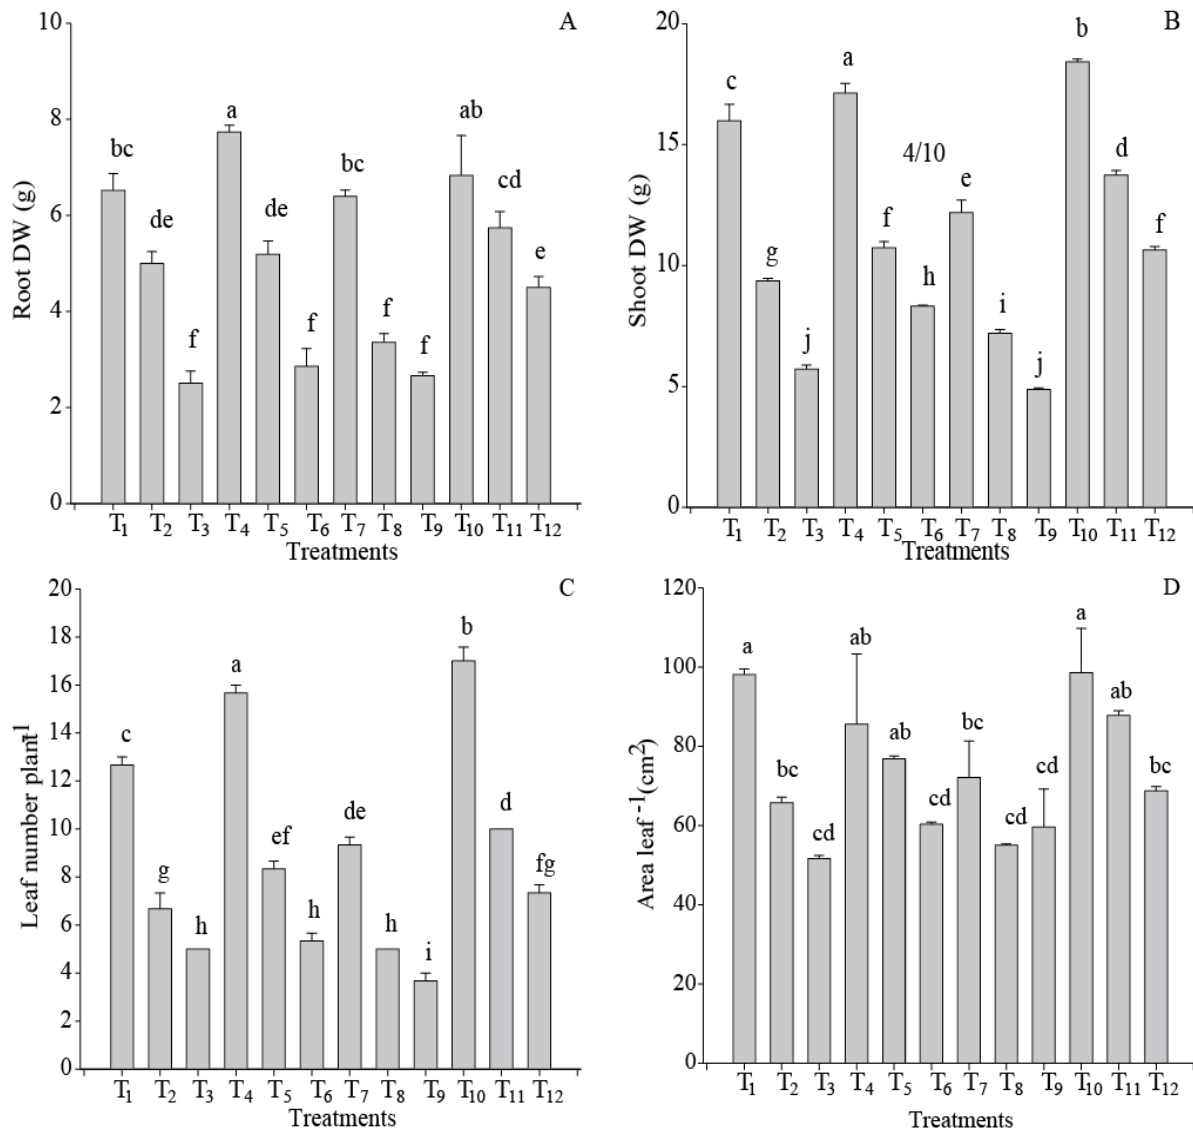 A
10
8
6
4
2
0
Root DW (g)
bc
de
f
a
de
f
bc
f
f
ab
cd
e
T1 T2 T3 T4 T5 T6 T7 T8 T9 T10 T11 T12
Treatments
B
20
15
10
5
0
Shoot DW (g)
4/10
c
g
j
a
f
h
e
i
j
b
d
f
T1 T2 T3 T4 T5 T6 T7 T8 T9 T10 T11 T12
Treatments
C
20
18
16
14
12
10
8
6
4
2
0
Leaf number plant-1
c
g
h
a
ef
h
de
h
i
b
d
fg
T1 T2 T3 T4 T5 T6 T7 T8 T9 T10 T11 T12
Treatments
D
120
100
80
60
40
20
0
Area leaf-1(cm2)
a
bc
cd
ab
ab
cd
bc
cd
cd
a
ab
bc
T1 T2 T3 T4 T5 T6 T7 T8 T9 T10 T11 T12
Treatments